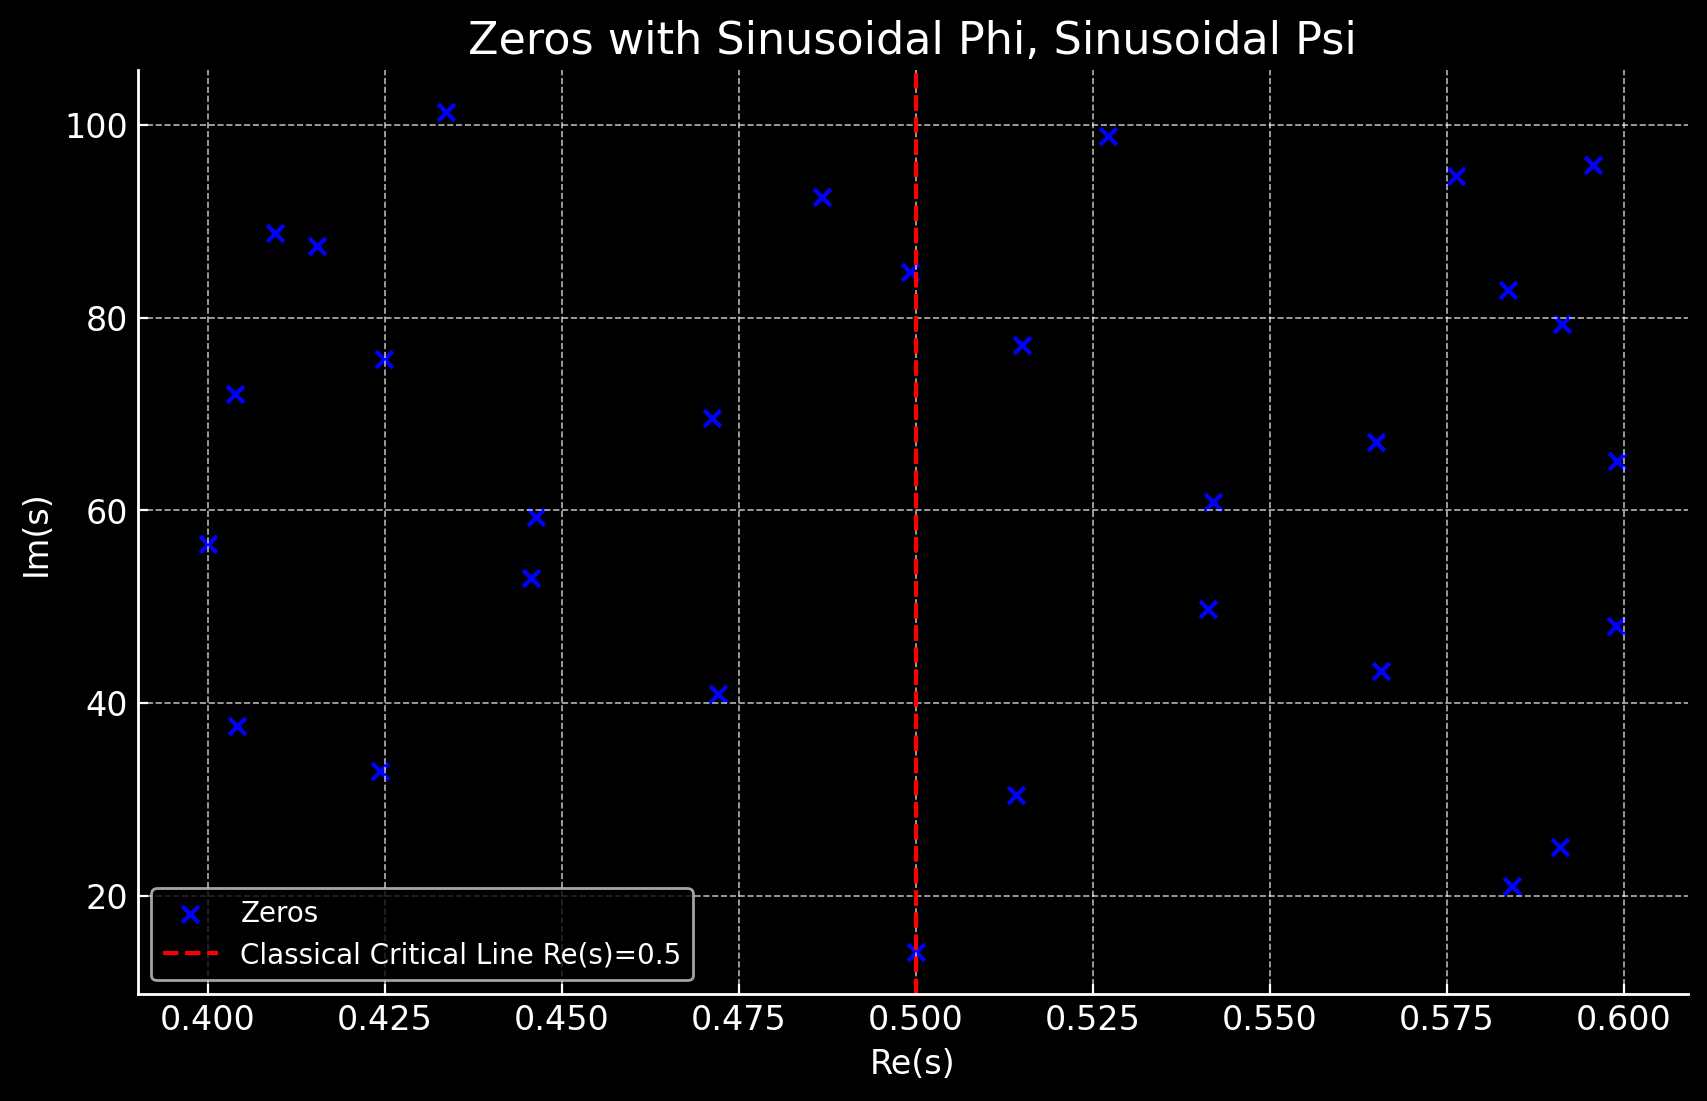 Zeros with Sinusoidal Phi, Sinusoidal Psi
Im(s)
100
80
60
40
20
Zeros
Classical Critical Line Re(s)=0.5
0.400 0.425 0.450 0.475 0.500 0.525 0.550 0.575 0.600
Re(s)